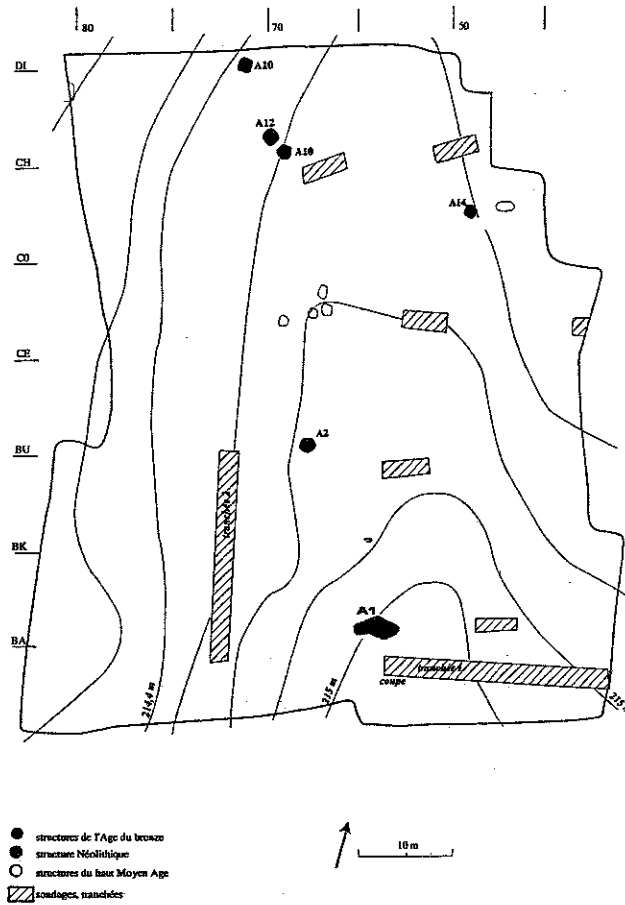 80
70
50
DI
A10
A12
A10
CH
A14
C0
CE
A2
BU
tranchée 2
BK
A1
BA
tranchée 1
coupe
214,4 m
215 m
215
structures de l'Age du bronze
structure Néolithique
structures du haut Moyen Age
10 m
sondages, tranchées